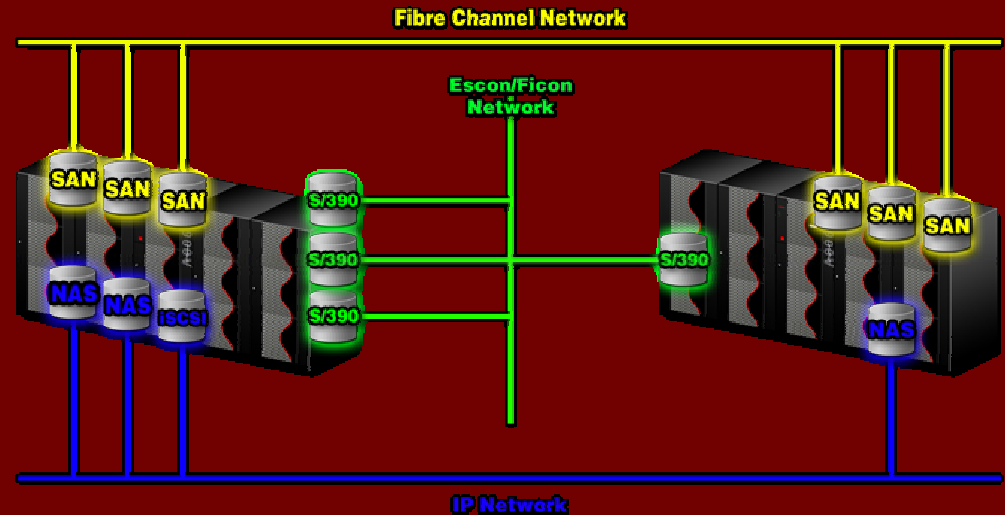 Fibre Channel Network
Escon/Ficon
Network
SAN
SAN
SAN
S/390
S/390
S/390
NAS
NAS
iSCSI
S/390
SAN
SAN
SAN
NAS
IP Network